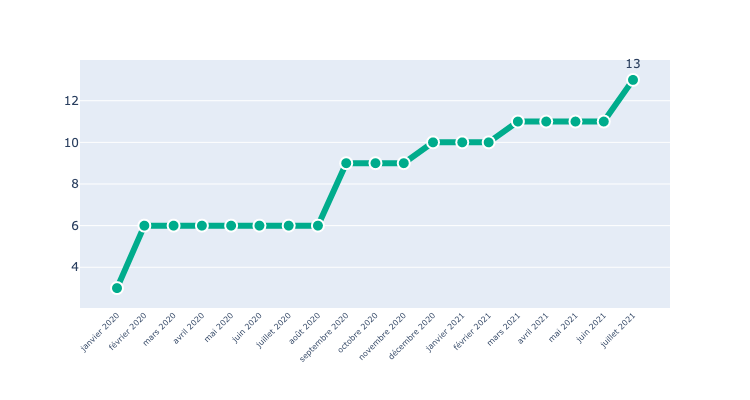 13
12
10
8
6
4
janvier 2020
février 2020
mars 2020
avril 2020
mai 2020
juin 2020
juillet 2020
août 2020
septembre 2020
octobre 2020
novembre 2020
décembre 2020
janvier 2021
février 2021
mars 2021
avril 2021
mai 2021
juin 2021
juillet 2021